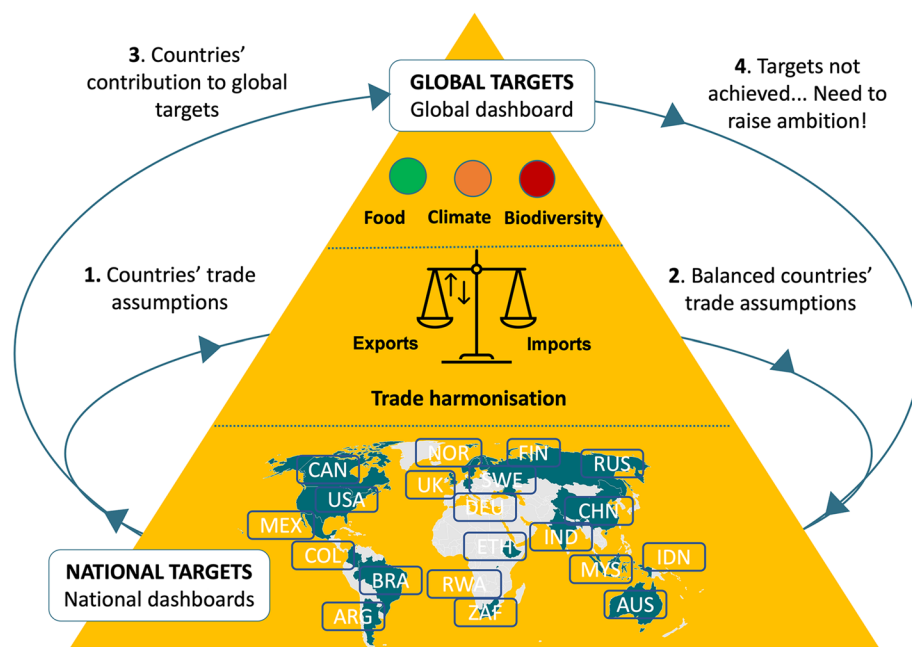 3. Countries'
contribution to global
targets
GLOBAL TARGETS
Global dashboard
4. Targets not
achieved... Need to
raise ambition!
Food
Climate
Biodiversity
1. Countries' trade
assumptions
2. Balanced countries'
trade assumptions
Exports
Imports
Trade harmonisation
NOR
FIN
CAN
RUS
UK
SWE
USA
DEU
CHN
MEX
IND
COL
ETH
MYS
IDN
BRA
RWA
ARG
ZAF
AUS
NATIONAL TARGETS
National dashboards